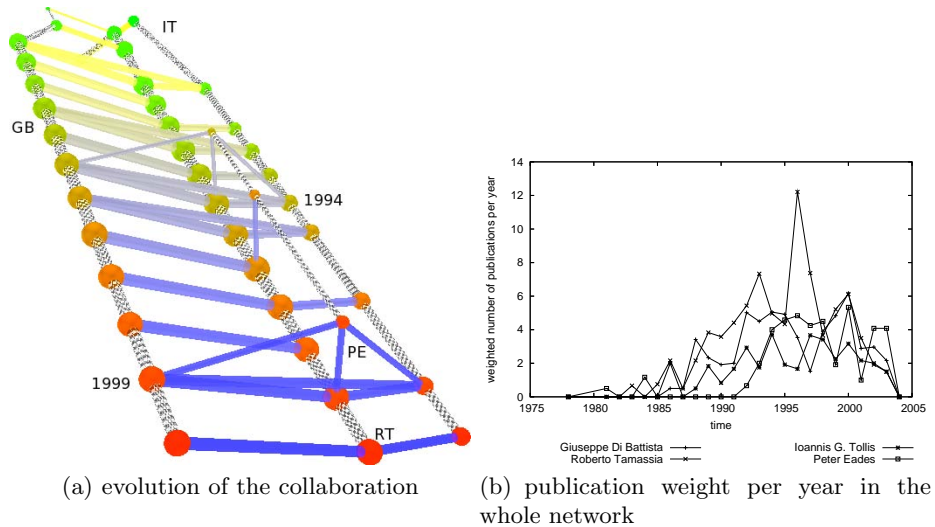 IT
GB
1994
PE
1999
RT
(a) evolution of the collaboration
weighted number of publications per year
14
12
10
8
6
4
2
0
1975 1980 1985 1990 1995 2000 2005
time
Giuseppe Di Battista
Roberto Tamassia
Ioannis G. Tollis
Peter Eades
(b) publication weight per year in the
whole network